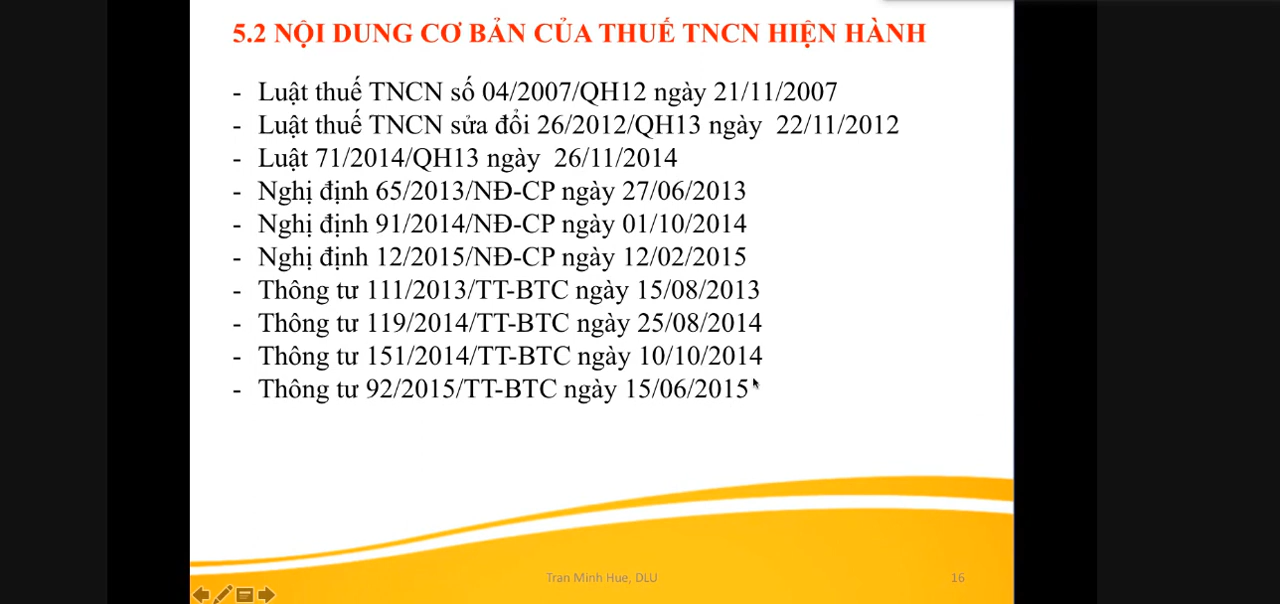 5.2 NỘI DUNG CƠ BẢN CỦA THUẾ TNCN HIỆN HÀNH
- Luật thuế TNCN số 04/2007/QH12 ngày 21/11/2007
- Luật thuế TNCN sửa đổi 26/2012/QH13 ngày 22/11/2012
- Luật 71/2014/QH13 ngày 26/11/2014
- Nghị định 65/2013/NĐ-CP ngày 27/06/2013
- Nghị định 91/2014/NĐ-CP ngày 01/10/2014
- Nghị định 12/2015/NĐ-CP ngày 12/02/2015
- Thông tư 111/2013/TT-BTC ngày 15/08/2013
- Thông tư 119/2014/TT-BTC ngày 25/08/2014
- Thông tư 151/2014/TT-BTC ngày 10/10/2014
- Thông tư 92/2015/TT-BTC ngày 15/06/2015
Tran Minh Hue, DLU
16